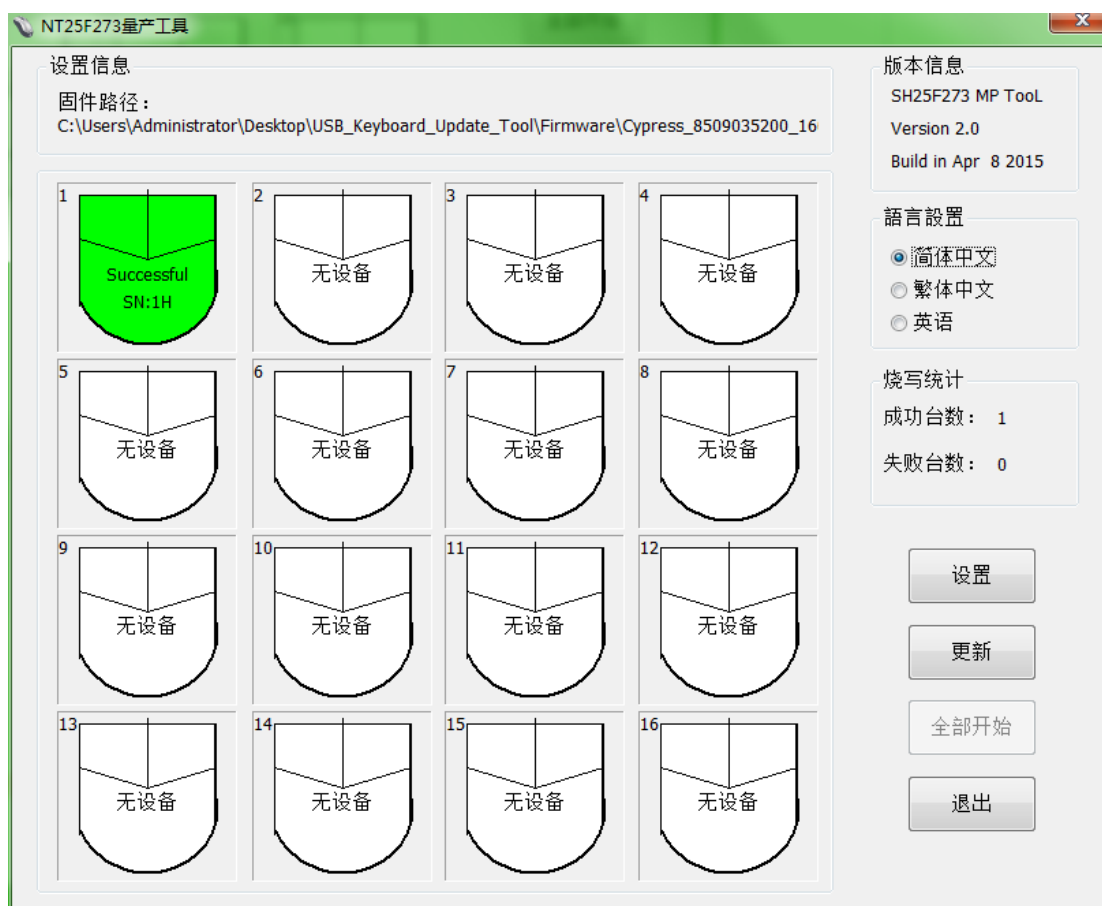 NT25F273量产工具
设置信息
固件路径：
C:\Users\Administrator\Desktop\USB_Keyboard_Update_Tool\Firmware\Cypress_8509035200_16
版本信息
SH25F273 MP TooL
Version 2.0
Build in Apr 8 2015
語言設置
简体中文
繁体中文
英语
烧写统计
成功台数： 1
失败台数： 0
设置
更新
全部开始
退出
1
Successful
SN:1H
2
无设备
3
无设备
4
无设备
5
无设备
6
无设备
7
无设备
8
无设备
9
无设备
10
无设备
11
无设备
12
无设备
13
无设备
14
无设备
15
无设备
16
无设备